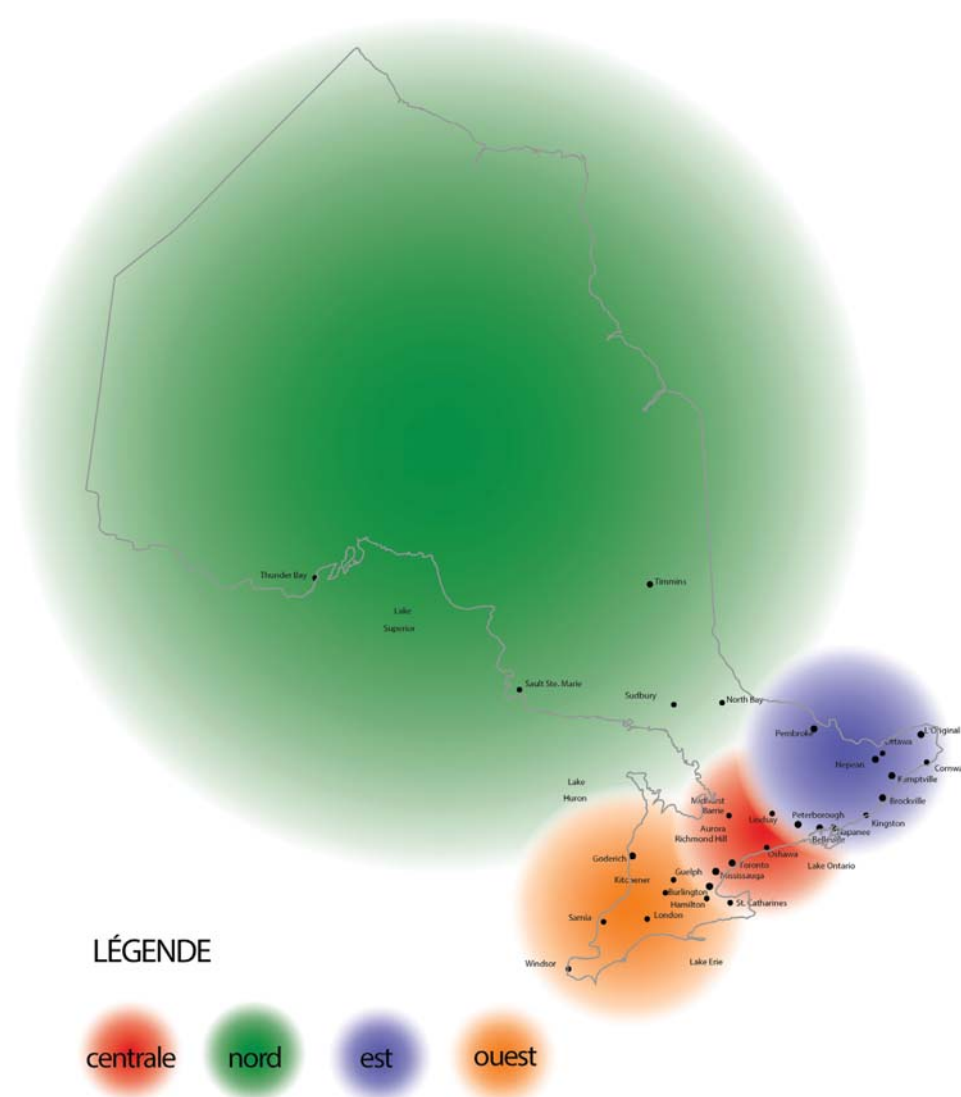 Thunder Bay
Timmins
Lake
Superior
Sault Ste. Marie
Sudbury
North Bay
Pembroke
Ottawa
L'Original
Nepean
Cornwa
Kemptville
Lake
Huron
Brockville
Midhurst
Barrie
Lindsay
Peterborough
Kingston
Aurora
Napanee
Richmond Hill
Belleville
Oshawa
Goderich
Toronto
Lake Ontario
Guelph
Mississauga
Kitchener
Burlington
Hamilton
St. Catharines
Sarnia
London
Windsor
Lake Erie
LÉGENDE
centrale
nord
est
ouest